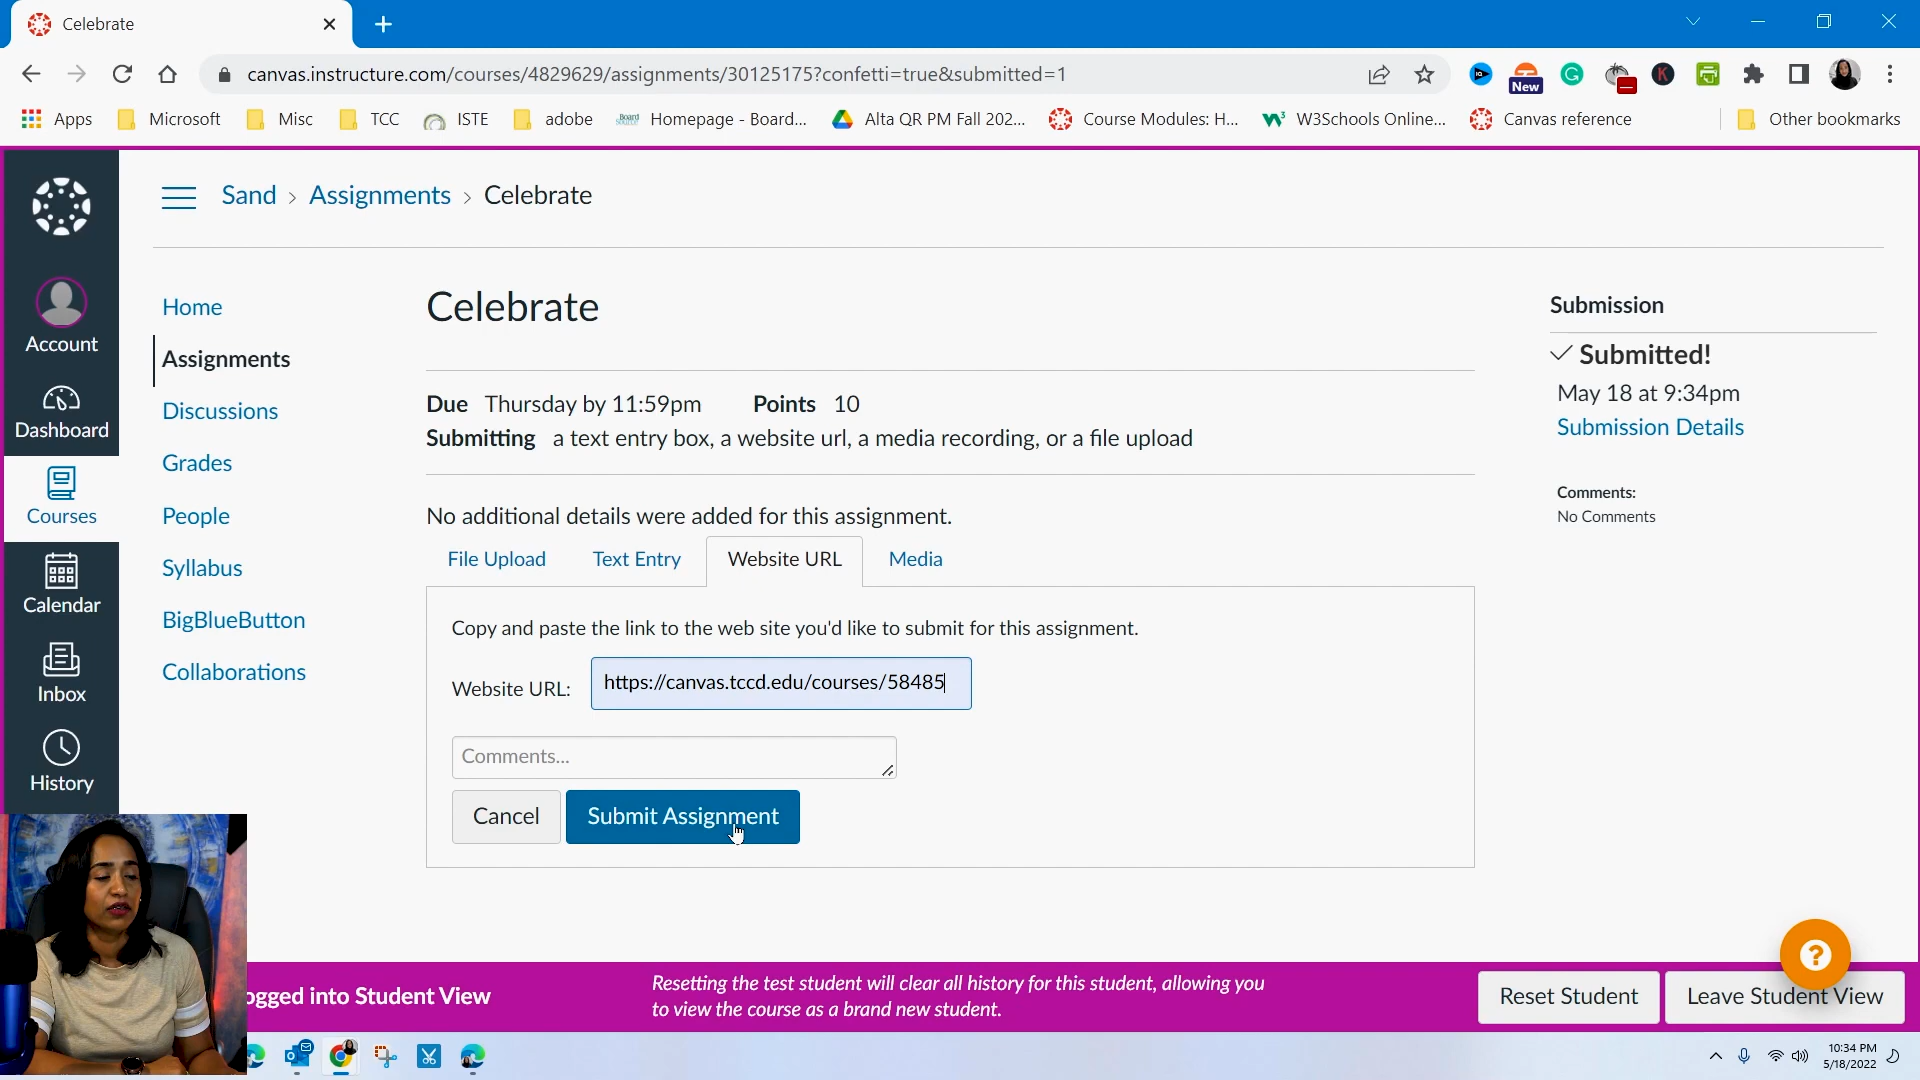 Celebrate
canvas.instructure.com/courses/4829629/assignments/30125175?confetti=true&submitted=1
New
Apps
Microsoft
Misc
TCC
ISTE
adobe
Homepage - Board...
Alta QR PM Fall 202...
Course Modules: H...
W3Schools Online...
Canvas reference
Other bookmarks
Sand > Assignments > Celebrate
Account
Dashboard
Courses
Calendar
Inbox
History
Home
Assignments
Discussions
Grades
People
Syllabus
BigBlueButton
Collaborations
Celebrate
Due Thursday by 11:59pm Points 10
Submitting a text entry box, a website url, a media recording, or a file upload
No additional details were added for this assignment.
File Upload
Text Entry
Website URL
Media
Copy and paste the link to the web site you'd like to submit for this assignment.
Website URL: https://canvas.tccd.edu/courses/58485
Comments...
Cancel
Submit Assignment
Submission
Submitted!
May 18 at 9:34pm
Submission Details
Comments:
No Comments
ogged into Student View
Resetting the test student will clear all history for this student, allowing you
to view the course as a brand new student.
Reset Student
Leave Student View
10:34 PM
5/18/2022